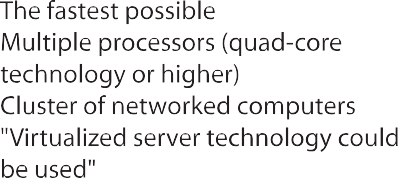 The fastest possible
Multiple processors (quad-core
technology or higher)
Cluster of networked computers
"Virtualized server technology could
be used"